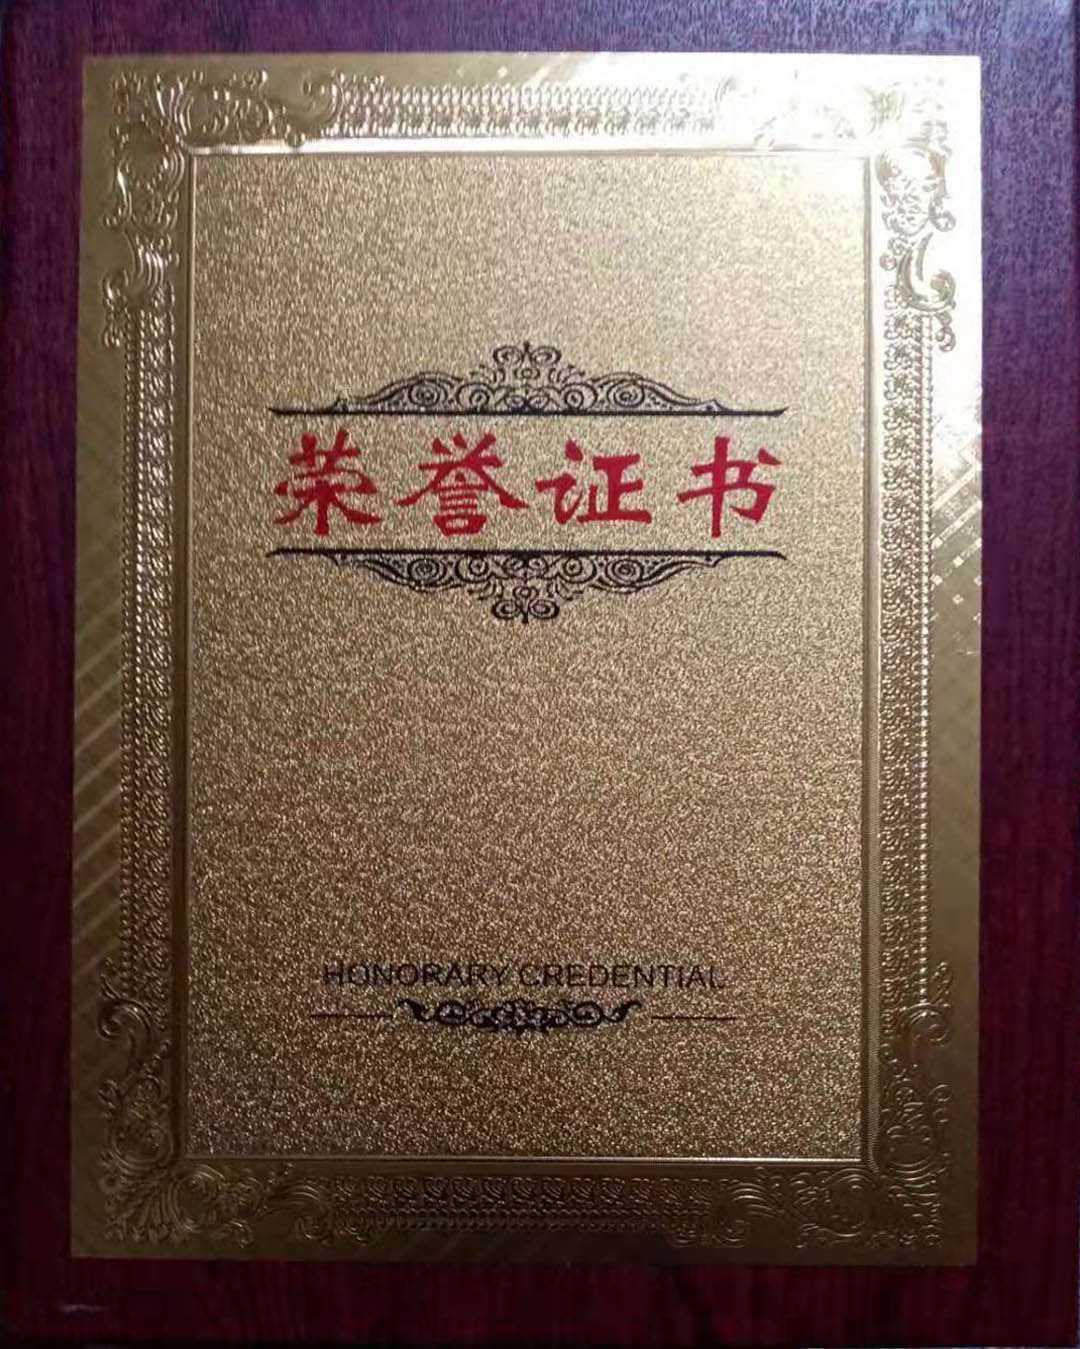 荣誉证书
HONORARY CREDENTIAL